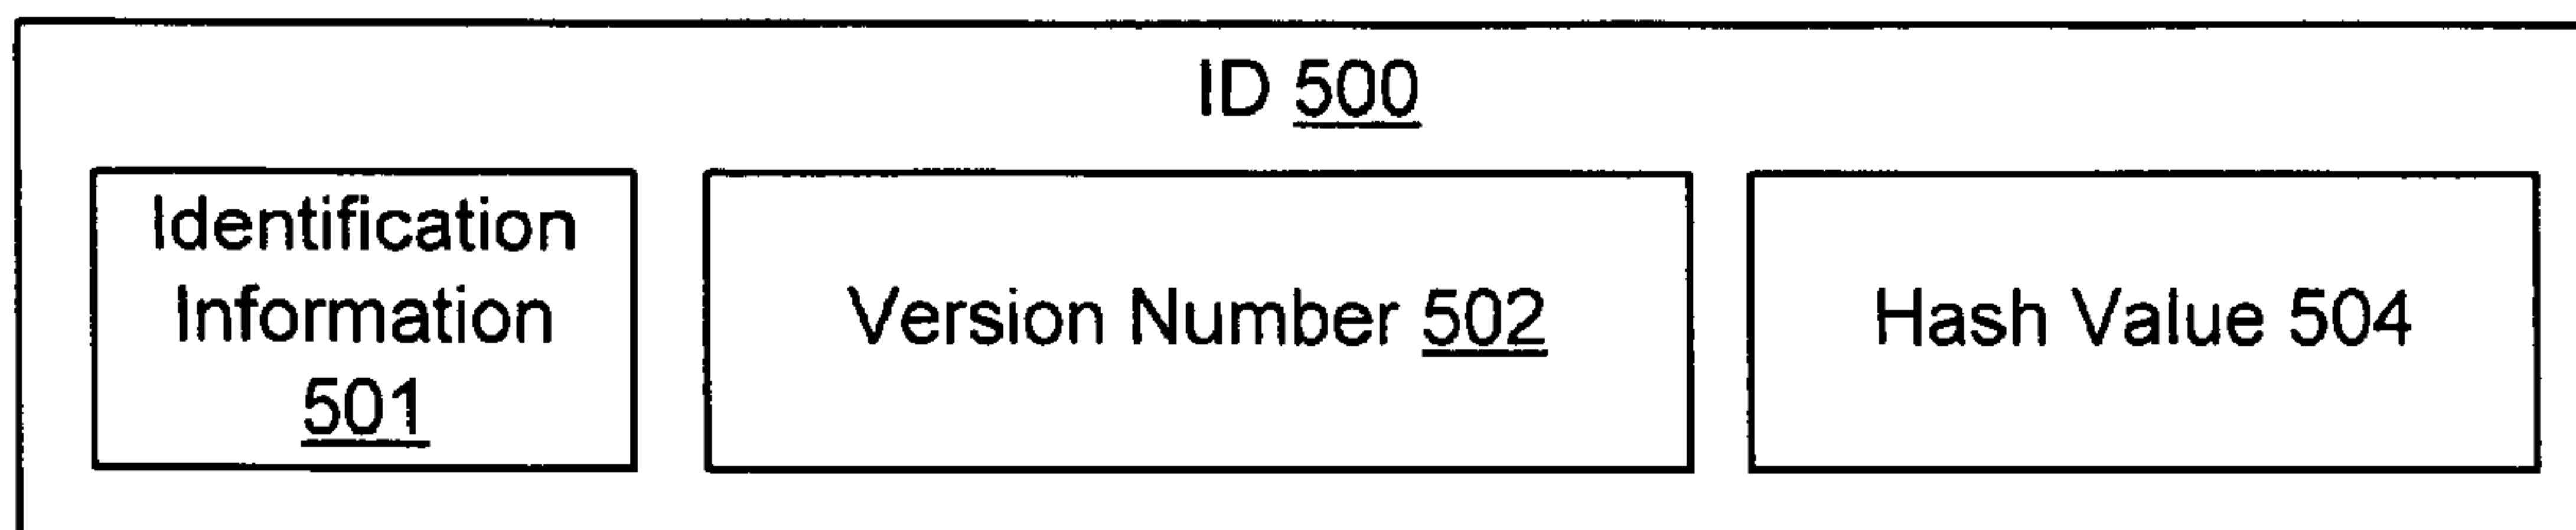 ID 500
Identification
Information
501
Version Number 502
Hash Value 504